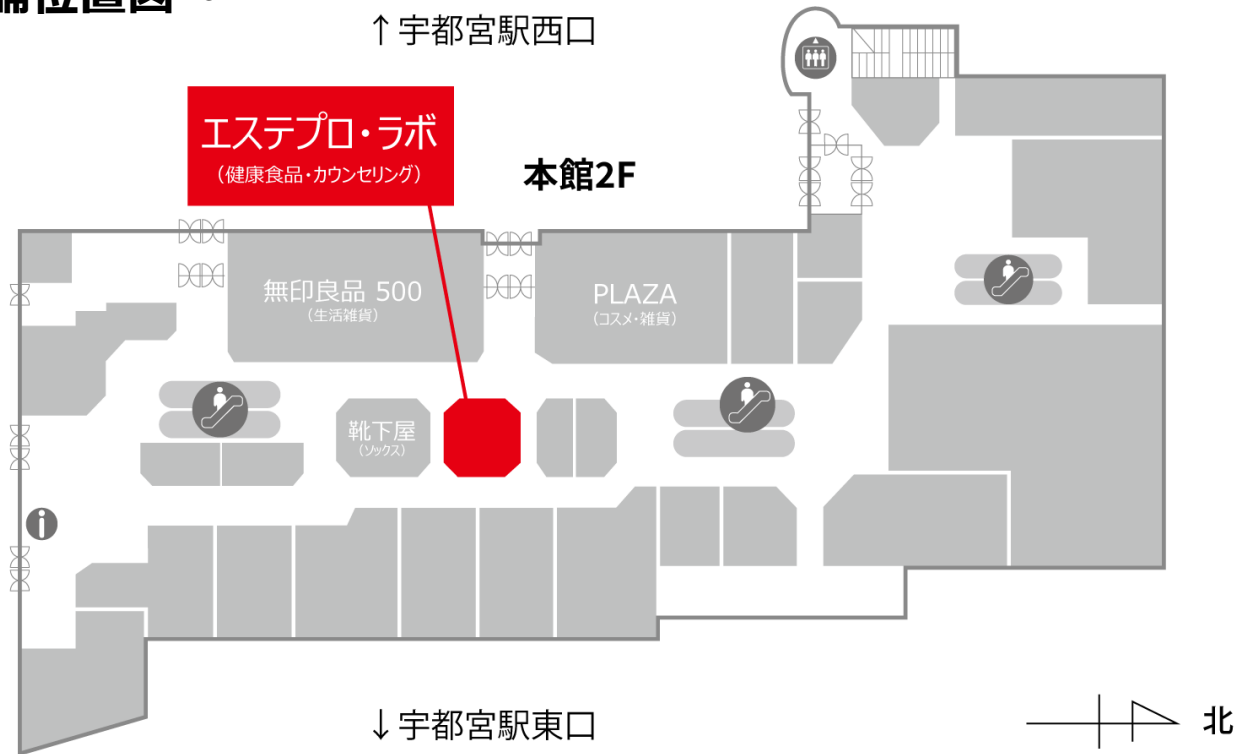 位置図
↑宇都宮駅西口
エステプロ・ラボ
(健康食品・カウンセリング)
本館2F
無印良品 500
(生活雑貨)
PLAZA
(コスメ・雑貨)
靴下屋
(ソックス)
↓宇都宮駅東口
北